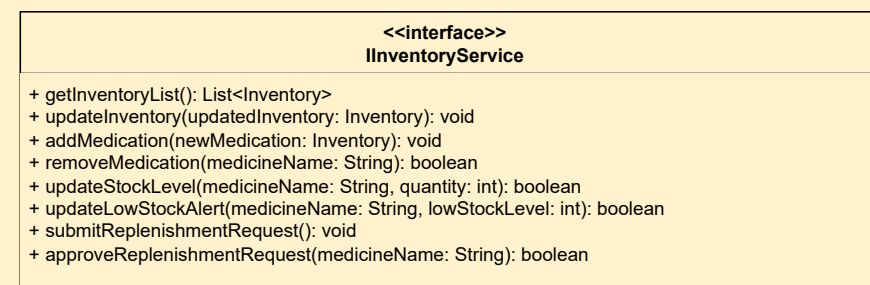 <<interface>>
IInventoryService
+ getInventoryList(): List<Inventory>
+ updateInventory(updatedInventory: Inventory): void
+ addMedication(newMedication: Inventory): void
+ removeMedication(medicineName: String): boolean
+ updateStockLevel(medicineName: String, quantity: int): boolean
+ updateLowStockAlert(medicineName: String, lowStockLevel: int): boolean
+ submitReplenishmentRequest(): void
+ approveReplenishmentRequest(medicineName: String): boolean